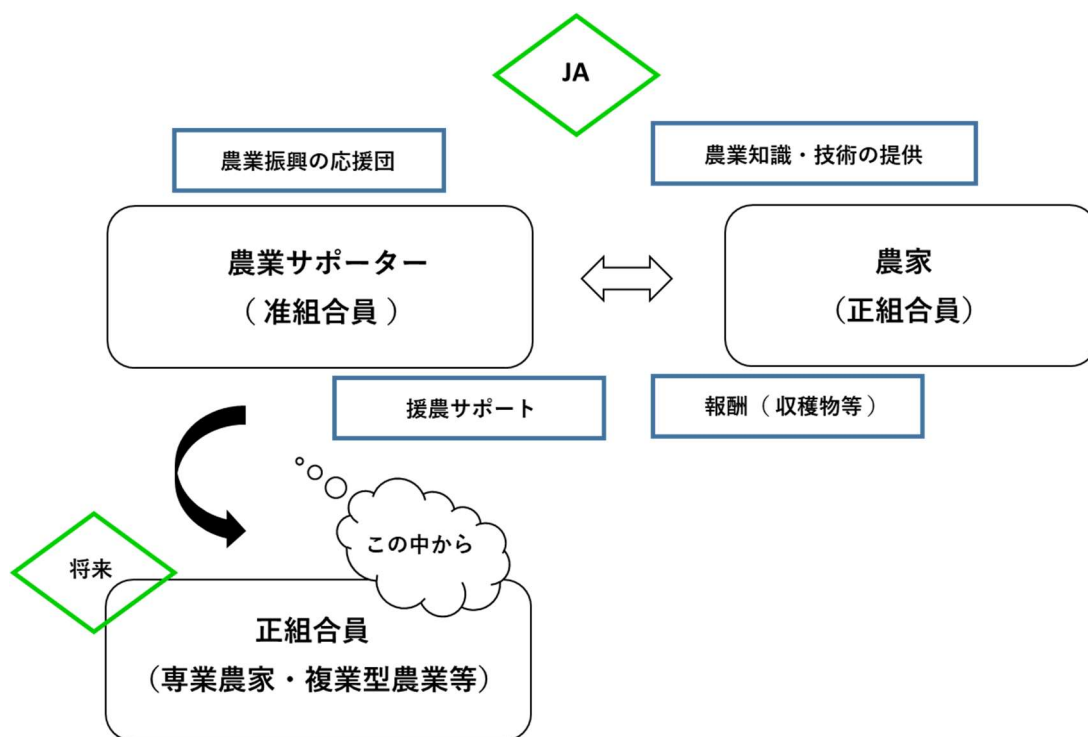 JA
農業振興の応援団
農業知識・技術の提供
農業サポーター
（ 准組合員 ）
農家
（正組合員）
援農サポート
報酬（ 収穫物等 ）
この中から
将来
正組合員
（専業農家・複業型農業等）